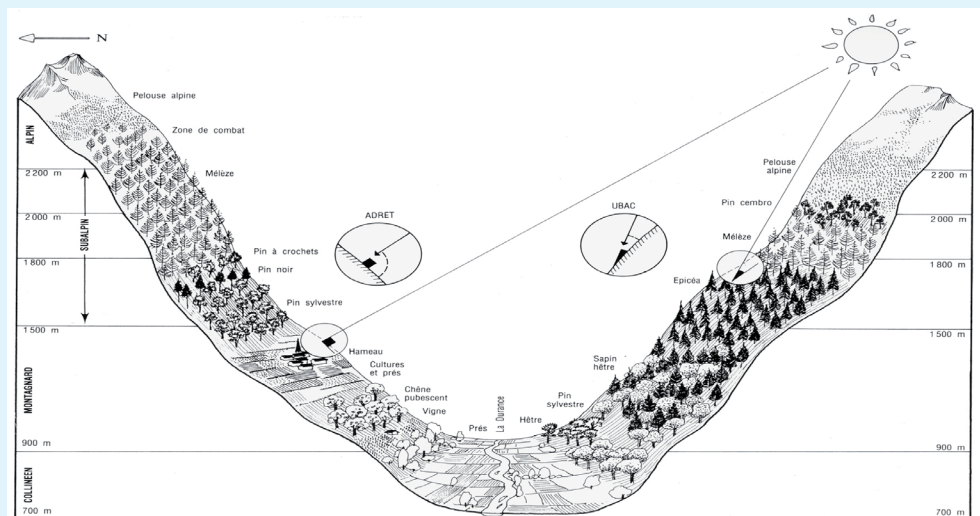 N
Pelouse alpine
Zone de combat
Mélèze
ALPIN
2 200 m
2 000 m
SUBALPIN
1 800 m
1 500 m
MONTAGNARD
900 m
COLLINEEN
700 m
Pin à crochets
Pin noir
Pin sylvestre
Hameau
Cultures
et prés
Chêne
pubescent
Vigne
Prés
La Durance
ADRET
UBAC
Hêtre
Pin
sylvestre
Sapin
hêtre
Epicéa
Mélèze
Pin cembro
Pelouse
alpine
2 200 m
2 000 m
1 800 m
1 500 m
900 m
700 m